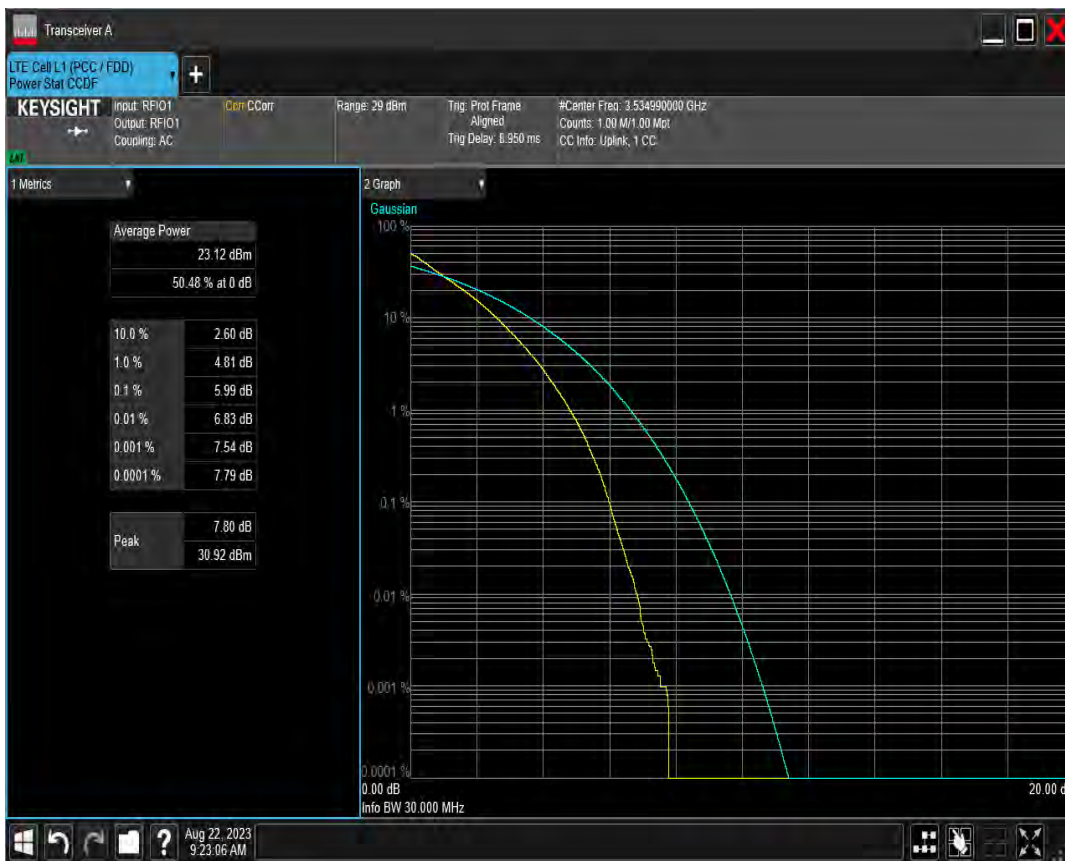 Transceiver A
LTE Cell L1 (PCC / FDD)
Power Stat CCDF
+
KEYSIGHT
Input: RFIO1
Output: RFIO1
Coupling: AC
Corr CCorr
Range: 29 dBm
Trig: Prot Frame
Aligned
Trig Delay: 8.950 ms
#Center Freq: 3.534990000 GHz
Counts: 1.00 M/1.00 Mpt
CC Info: Uplink, 1 CC
1 Metrics
Average Power
23.12 dBm
50.48 % at 0 dB
10.0 % 2.60 dB
1.0 % 4.81 dB
0.1 % 5.99 dB
0.01 % 6.83 dB
0.001 % 7.54 dB
0.0001 % 7.79 dB
Peak
7.80 dB
30.92 dBm
2 Graph
Gaussian
100 %
10 %
1 %
0.1 %
0.01 %
0.001 %
0.0001 %
0.00 dB 20.00 d
Info BW 30.000 MHz
?
Aug 22, 2023
9:23:06 AM